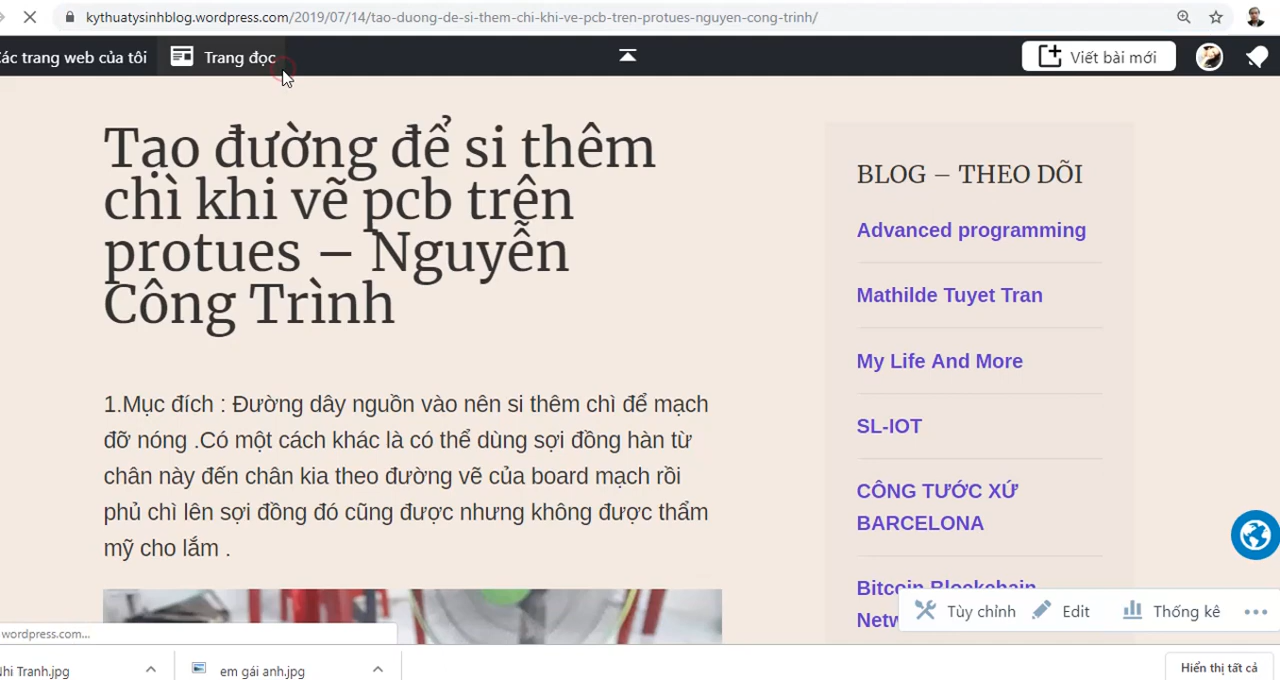 kythuatysinhblog.wordpress.com/2019/07/14/tao-duong-de-si-them-chi-khi-ve-pcb-tren-protues-nguyen-cong-trinh/
Các trang web của tôi
Trang đọc
Viết bài mới
Tạo đường để si thêm
chì khi vẽ pcb trên
protues – Nguyễn
Công Trình
1.Mục đích : Đường dây nguồn vào nên si thêm chì để mạch
đỡ nóng .Có một cách khác là có thể dùng sợi đồng hàn từ
chân này đến chân kia theo đường vẽ của board mạch rồi
phủ chì lên sợi đồng đó cũng được nhưng không được thẩm
mỹ cho lắm .
BLOG – THEO DÕI
Advanced programming
Mathilde Tuyet Tran
My Life And More
SL-IOT
CÔNG TƯỚC XỨ
BARCELONA
Bitcoin Blockchain
Netw
Tùy chỉnh
Edit
Thống kê
wordpress.com...
Nhi Tranh.jpg
em gái anh.jpg
Hiển thị tất cả